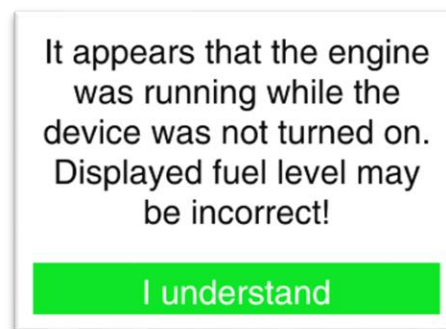 It appears that the engine
was running while the
device was not turned on.
Displayed fuel level may
be incorrect!
I understand